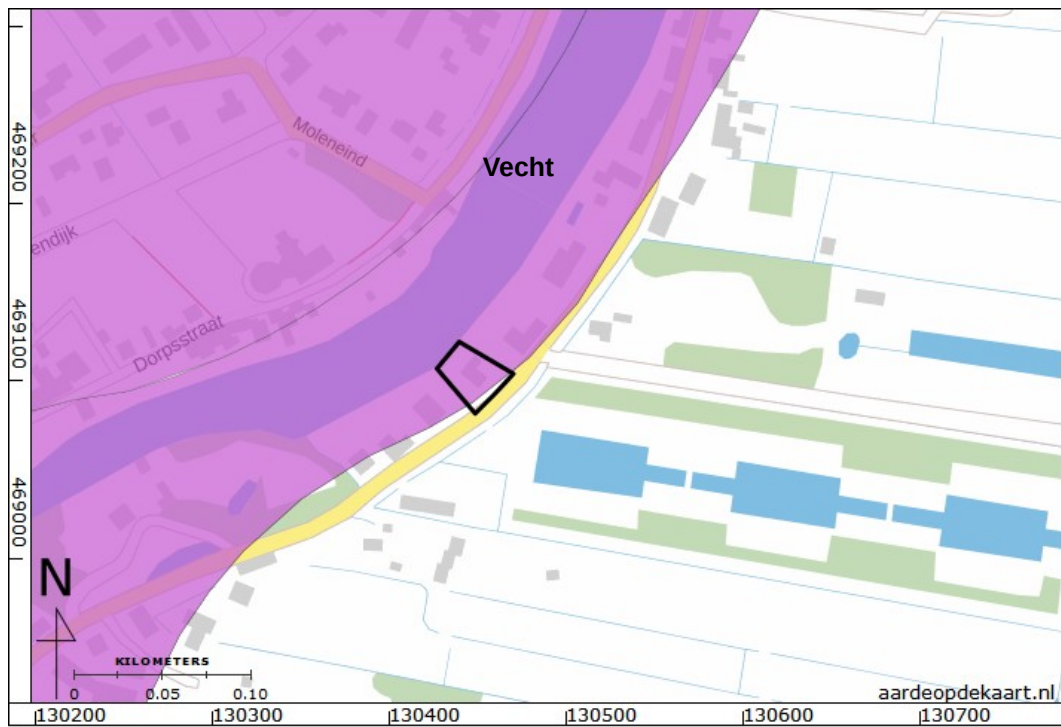 Moleneind
Vecht
endijk
Dorpsstraat
469200
469100
469000
N
KILOMETERS
0 0.05 0.10
aardeopdekaart.nl
130200 130300 130400 130500 130600 130700